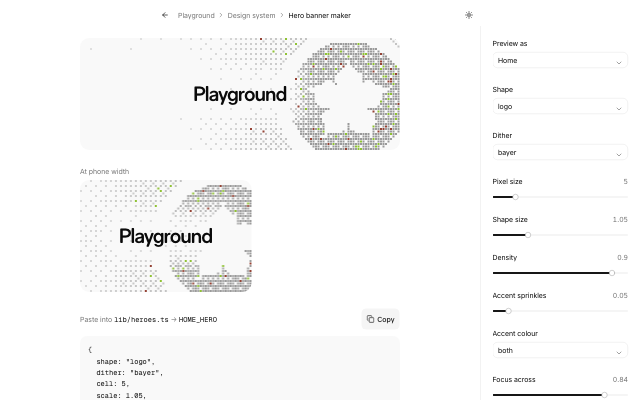 Playground > Design system > Hero banner maker
Playground
At phone width
Playground
Paste into lib/heroes.ts → HOME_HERO
Copy
{
shape: "logo",
dither: "bayer",
cell: 5,
scale: 1.05,
Preview as
Home
Shape
logo
Dither
bayer
Pixel size 5
Shape size 1.05
Density 0.9
Accent sprinkles 0.05
Accent colour
both
Focus across 0.84